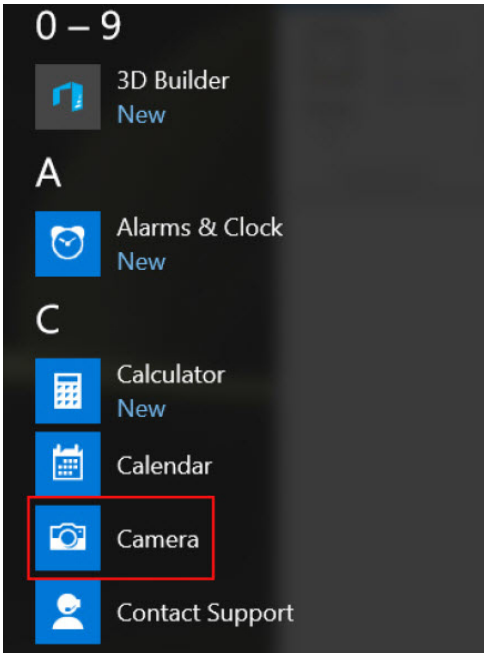 0 – 9
3D Builder
New
A
Alarms & Clock
New
C
Calculator
New
Calendar
Camera
Contact Support